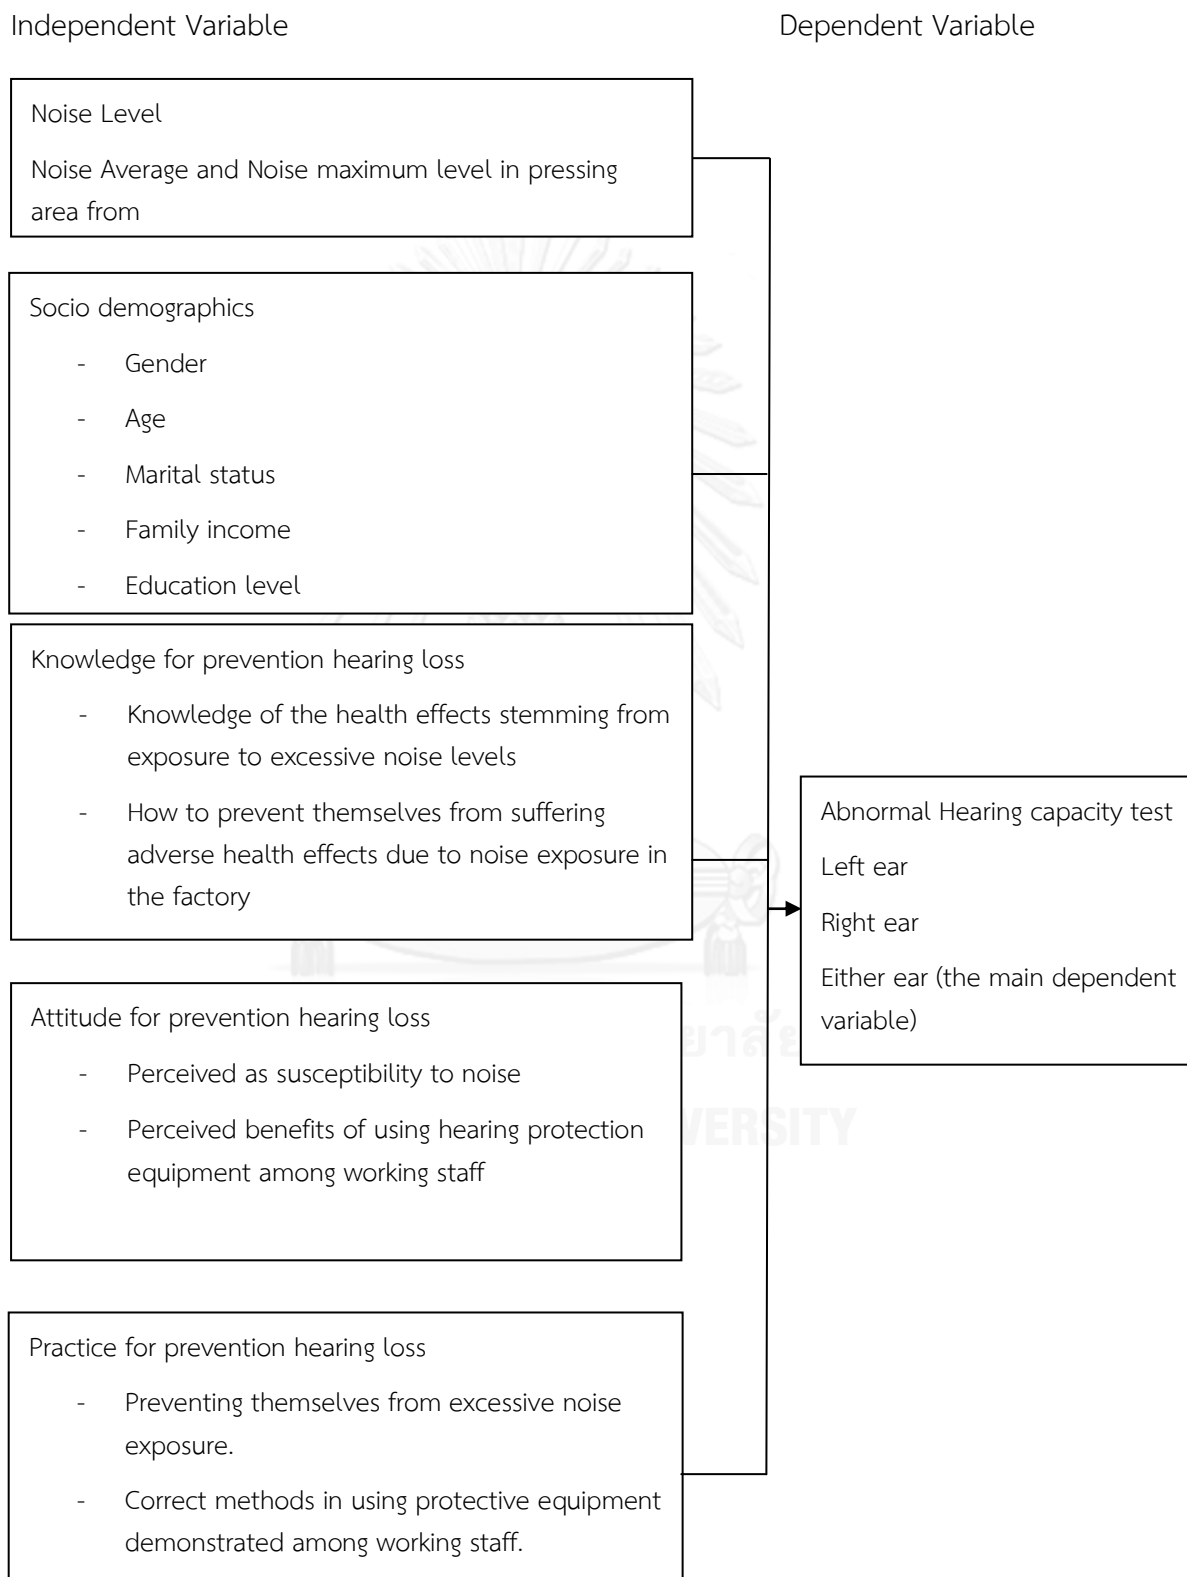 Independent Variable
Dependent Variable
Noise Level
Noise Average and Noise maximum level in pressing
area from
Socio demographics
- Gender
- Age
- Marital status
- Family income
- Education level
Knowledge for prevention hearing loss
- Knowledge of the health effects stemming from
exposure to excessive noise levels
- How to prevent themselves from suffering
adverse health effects due to noise exposure in
the factory
Abnormal Hearing capacity test
Left ear
Right ear
Either ear (the main dependent
variable)
Attitude for prevention hearing loss
- Perceived as susceptibility to noise
- Perceived benefits of using hearing protection
equipment among working staff
Practice for prevention hearing loss
- Preventing themselves from excessive noise
exposure.
- Correct methods in using protective equipment
demonstrated among working staff.
ยาลัย
VERSITY